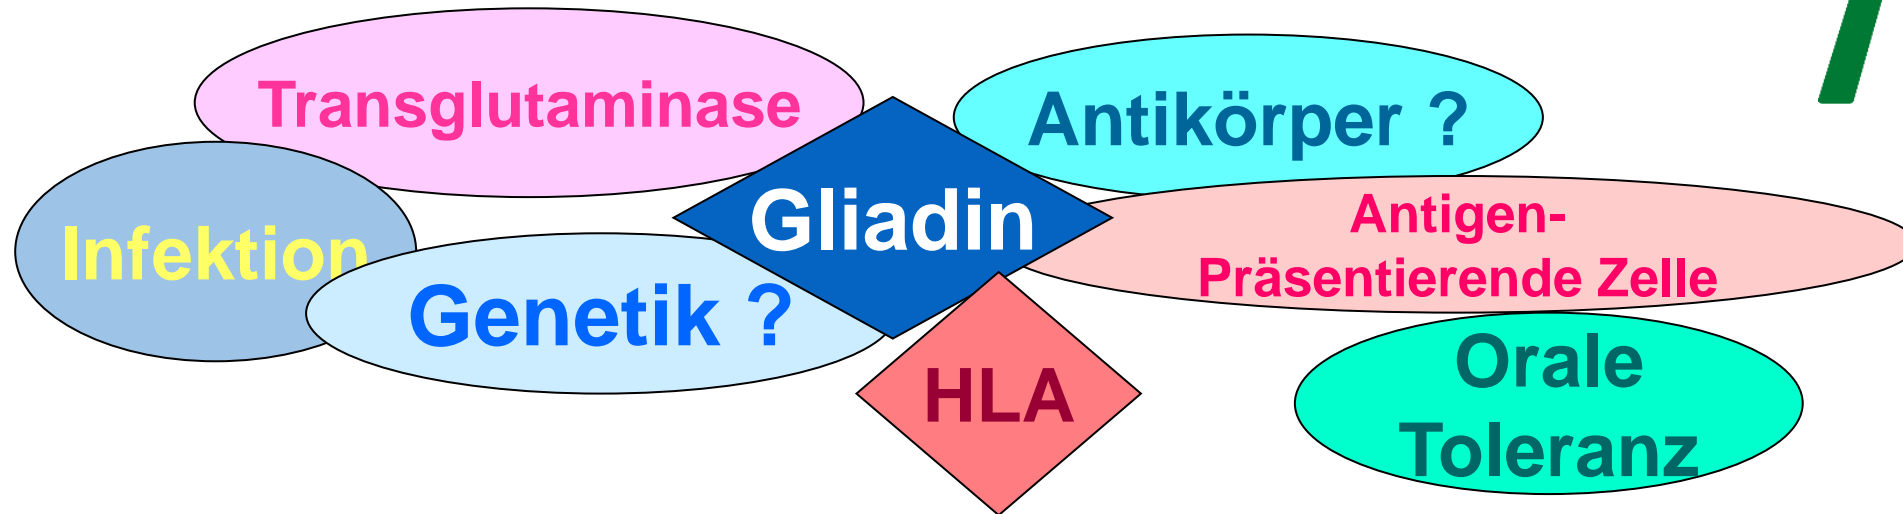 Transglutaminase
Antikörper ?
Gliadin
Infektion
Antigen-
Präsentierende Zelle
Genetik ?
HLA
Orale
Toleranz